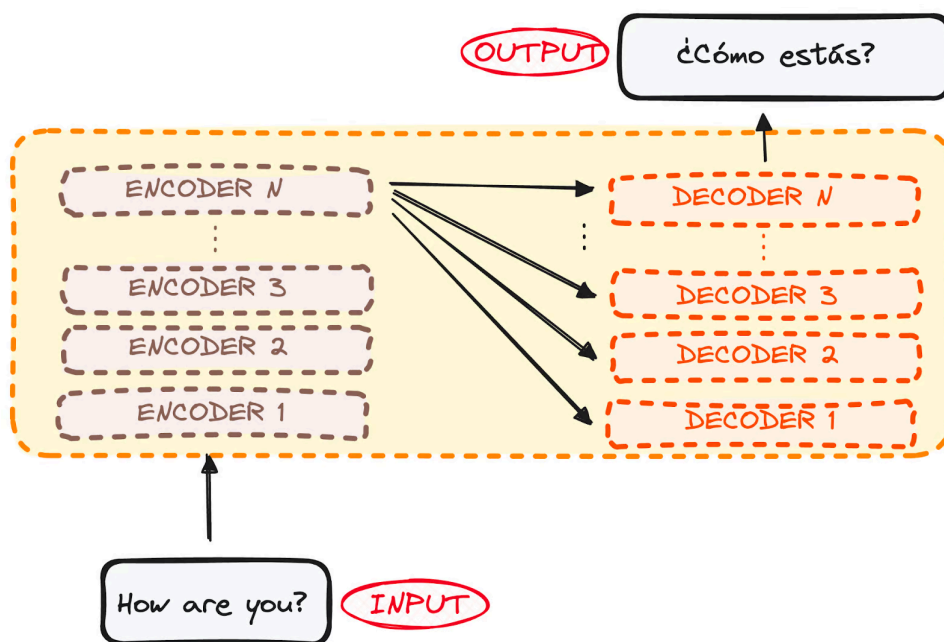 OUTPUT
¿Cómo estás?
ENCODER N
DECODER N
ENCODER 3
DECODER 3
ENCODER 2
DECODER 2
ENCODER 1
DECODER 1
How are you?
INPUT